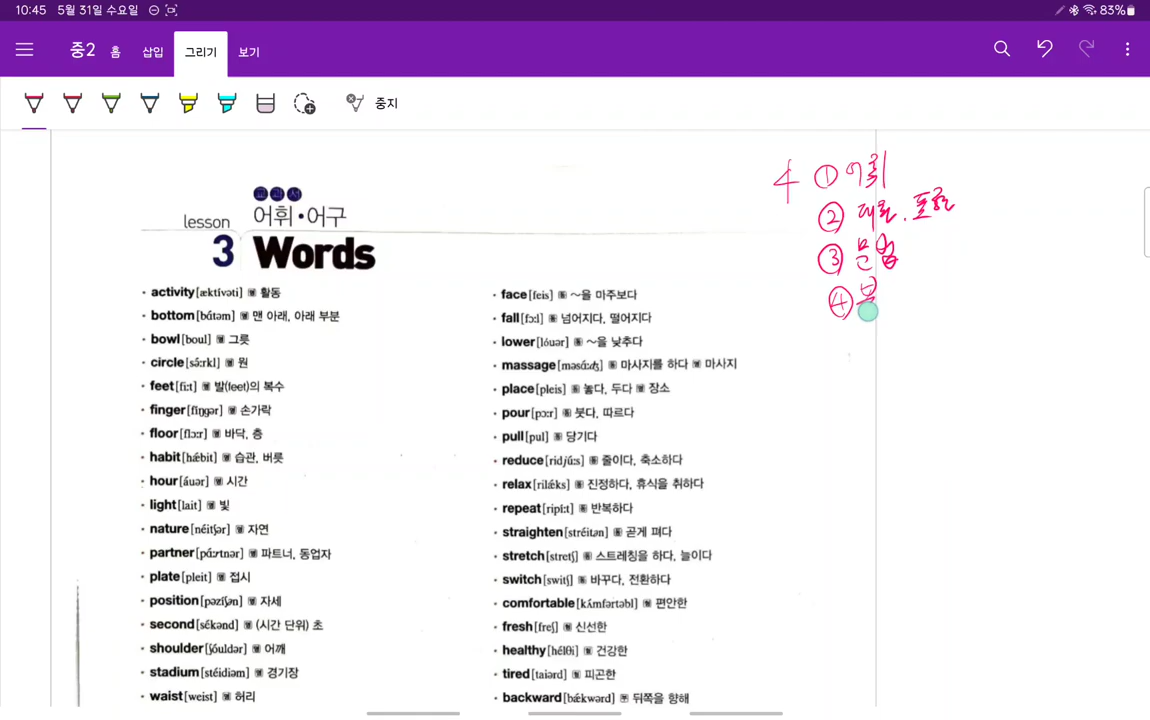 10:45 5월 31일 수요일 83%
중2 홈 삽입 그리기 보기
중지
4 ① 어휘
② 대화. 표현
③ 문법
④ 본
교과서
lesson 어휘•어구
3 Words
• activity[æktívəti] 명 활동
• bottom[bátəm] 명 맨 아래, 아래 부분
• bowl[boul] 명 그릇
• circle[sə́ːrkl] 명 원
• feet[fiːt] 명 발(feet)의 복수
• finger[fíŋgər] 명 손가락
• floor[flɔːr] 명 바닥, 층
• habit[hǽbit] 명 습관, 버릇
• hour[áuər] 명 시간
• light[lait] 명 빛
• nature[néitʃər] 명 자연
• partner[páːrtnər] 명 파트너, 동업자
• plate[pleit] 명 접시
• position[pəzíʃən] 명 자세
• second[sékənd] 명 (시간 단위) 초
• shoulder[ʃóuldər] 명 어깨
• stadium[stéidiəm] 명 경기장
• waist[weist] 명 허리
• face[feis] 동 ～을 마주보다
• fall[fɔːl] 동 넘어지다, 떨어지다
• lower[lóuər] 동 ～을 낮추다
• massage[məsáːdʒ] 동 마사지를 하다 명 마사지
• place[pleis] 동 놓다, 두다 명 장소
• pour[pɔːr] 동 붓다, 따르다
• pull[pul] 동 당기다
• reduce[ridjúːs] 동 줄이다, 축소하다
• relax[rilǽks] 동 진정하다, 휴식을 취하다
• repeat[ripíːt] 동 반복하다
• straighten[stréitən] 동 곧게 펴다
• stretch[stretʃ] 동 스트레칭을 하다, 늘이다
• switch[switʃ] 동 바꾸다, 전환하다
• comfortable[kʌ́mfərtəbl] 형 편안한
• fresh[freʃ] 형 신선한
• healthy[hélθi] 형 건강한
• tired[taiərd] 형 피곤한
• backward[bǽkwərd] 부 뒤쪽을 향해